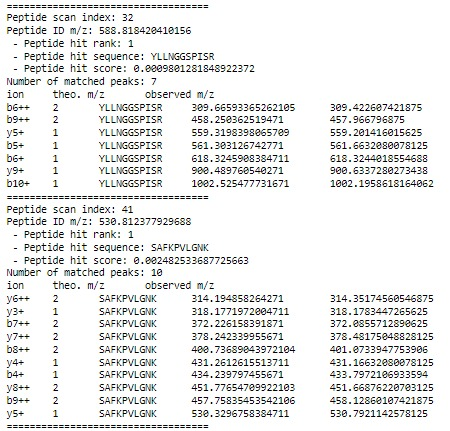 ===================================
Peptide scan index: 32
Peptide ID m/z: 588.818420410156
- Peptide hit rank: 1
- Peptide hit sequence: YLLNGGSPISR
- Peptide hit score: 0.0009801281848922372
Number of matched peaks: 7
ion theo. m/z observed m/z
b6++ 2 YLLNGGSPISR 309.66593365262105 309.422607421875
b9++ 2 YLLNGGSPISR 458.250362519471 457.966796875
y5+ 1 YLLNGGSPISR 559.3198398065709 559.201416015625
b5+ 1 YLLNGGSPISR 561.303126742771 561.6632080078125
b6+ 1 YLLNGGSPISR 618.3245908384711 618.3244018554688
y9+ 1 YLLNGGSPISR 900.489760540271 900.6337280273438
b10+ 1 YLLNGGSPISR 1002.525477731671 1002.1958618164062
===================================
Peptide scan index: 41
Peptide ID m/z: 530.812377929688
- Peptide hit rank: 1
- Peptide hit sequence: SAFKPVLGNK
- Peptide hit score: 0.002482533687725663
Number of matched peaks: 10
ion theo. m/z observed m/z
y6++ 2 SAFKPVLGNK 314.194858264271 314.35174560546875
y3+ 1 SAFKPVLGNK 318.1771972004711 318.1783447265625
b7++ 2 SAFKPVLGNK 372.226158391871 372.0855712890625
y7++ 2 SAFKPVLGNK 378.242339955671 378.48175048828125
b8++ 2 SAFKPVLGNK 400.73689043972104 401.0733947753906
y4+ 1 SAFKPVLGNK 431.2612615513711 431.16632080078125
b4+ 1 SAFKPVLGNK 434.239797455671 433.7972106933594
y8++ 2 SAFKPVLGNK 451.77654709922103 451.66876220703125
b9++ 2 SAFKPVLGNK 457.75835453542106 458.12860107421875
y5+ 1 SAFKPVLGNK 530.3296758384711 530.7921142578125
===================================